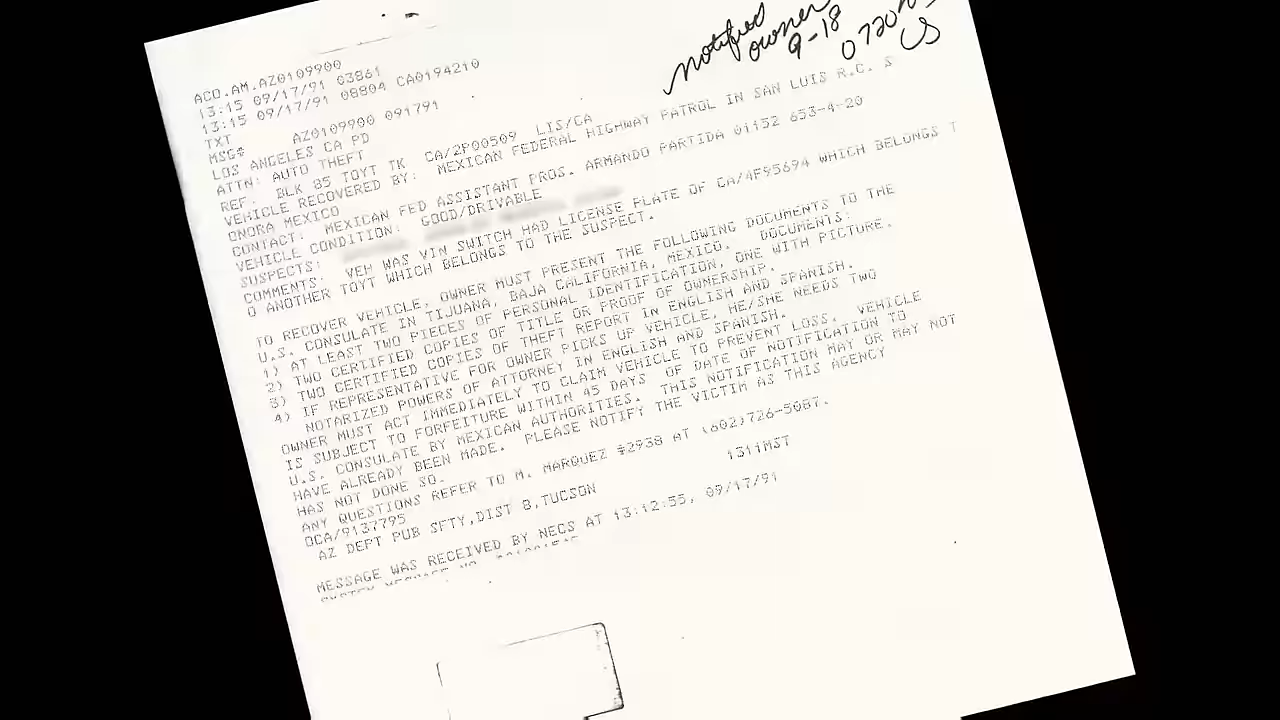 notified
owner
9-18
0720
CS
ACO.AM.AZ0109900
13:15 09/17/91 03861
13:15 09/17/91 08804 CA0194210
TXT
MSG# AZ0109900 091791
LOS ANGELES CA PD
ATTN: AUTO THEFT
REF: BLK 85 TOYT TK CA/2P00509 LIS/CA
VEHICLE RECOVERED BY: MEXICAN FEDERAL HIGHWAY PATROL IN SAN LUIS R.C. S
ONORA MEXICO
CONTACT: MEXICAN FED ASSISTANT PROS. ARMANDO PARTIDA 01152 653-4-20
VEHICLE CONDITION: GOOD/DRIVABLE
SUSPECTS:
COMMENTS: VEH WAS VIN SWITCH HAD LICENSE PLATE OF CA/4F95694 WHICH BELONGS T
O ANOTHER TOYT WHICH BELONGS TO THE SUSPECT.
TO RECOVER VEHICLE, OWNER MUST PRESENT THE FOLLOWING DOCUMENTS TO THE
U.S. CONSULATE IN TIJUANA, BAJA CALIFORNIA, MEXICO. DOCUMENTS:
1) AT LEAST TWO PIECES OF PERSONAL IDENTIFICATION, ONE WITH PICTURE.
2) TWO CERTIFIED COPIES OF TITLE OR PROOF OF OWNERSHIP.
3) TWO CERTIFIED COPIES OF THEFT REPORT IN ENGLISH AND SPANISH.
4) IF REPRESENTATIVE FOR OWNER PICKS UP VEHICLE, HE/SHE NEEDS TWO
NOTARIZED POWERS OF ATTORNEY IN ENGLISH AND SPANISH.
OWNER MUST ACT IMMEDIATELY TO CLAIM VEHICLE TO PREVENT LOSS. VEHICLE
IS SUBJECT TO FORFEITURE WITHIN 45 DAYS OF DATE OF NOTIFICATION TO
U.S. CONSULATE BY MEXICAN AUTHORITIES. THIS NOTIFICATION MAY OR MAY NOT
HAVE ALREADY BEEN MADE. PLEASE NOTIFY THE VICTIM AS THIS AGENCY
HAS NOT DONE SO.
ANY QUESTIONS REFER TO M. MARQUEZ #2938 AT (602)726-5087.
OCA/9137795
AZ DEPT PUB SFTY,DIST 8,TUCSON 1311MST
MESSAGE WAS RECEIVED BY NECS AT 13:12:55, 09/17/91